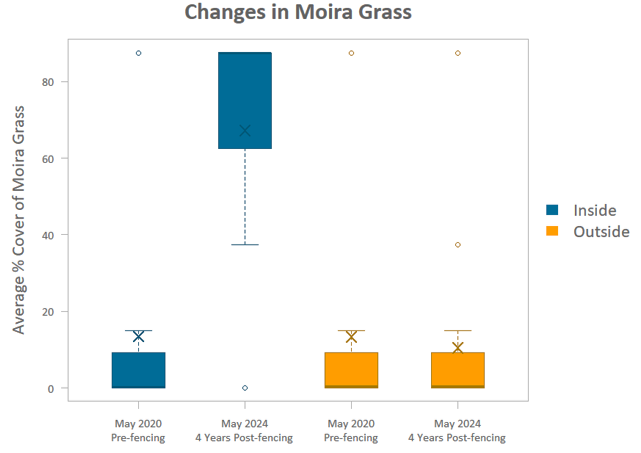 Changes in Moira Grass
Average % Cover of Moira Grass
80
60
40
20
0
May 2020
Pre-fencing
May 2024
4 Years Post-fencing
May 2020
Pre-fencing
May 2024
4 Years Post-fencing
Inside
Outside